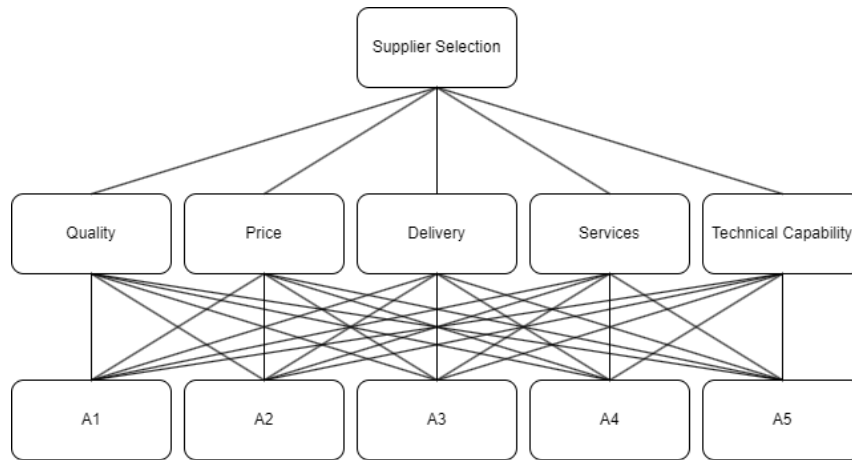 Supplier Selection
Quality
Price
Delivery
Services
Technical Capability
A1
A2
A3
A4
A5